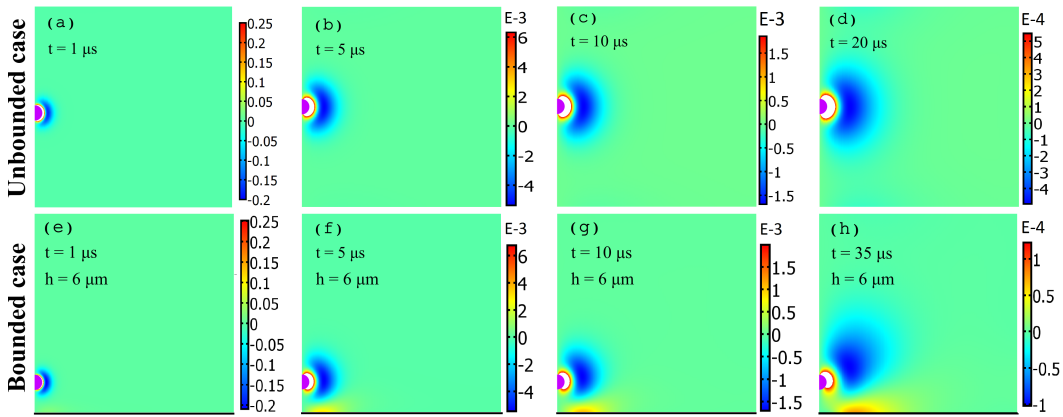 Unbounded case
(a)
t = 1 μs
0.25
0.2
0.15
0.1
0.05
0
-0.05
-0.1
-0.15
-0.2
(b)
t = 5 μs
E-3
6
4
2
0
-2
-4
(c)
t = 10 μs
E-3
1.5
1
0.5
0
-0.5
-1
-1.5
(d)
t = 20 μs
E-4
5
4
3
2
1
0
-1
-2
-3
-4
Bounded case
(e)
t = 1 μs
h = 6 μm
0.25
0.2
0.15
0.1
0.05
0
-0.05
-0.1
-0.15
-0.2
(f)
t = 5 μs
h = 6 μm
E-3
6
4
2
0
-2
-4
(g)
t = 10 μs
h = 6 μm
E-3
1.5
1
0.5
0
-0.5
-1
-1.5
(h)
t = 35 μs
h = 6 μm
E-4
1
0.5
0
-0.5
-1